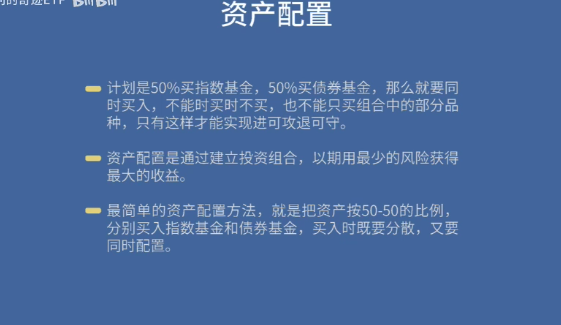 的奇迹ETF
资产配置
计划是50%买指数基金，50%买债券基金，那么就要同
时买入，不能时买时不买，也不能只买组合中的部分品
种，只有这样才能实现进可攻退可守。
资产配置是通过建立投资组合，以期用最少的风险获得
最大的收益。
最简单的资产配置方法，就是把资产按50-50的比例，
分别买入指数基金和债券基金，买入时既要分散，又要
同时配置。